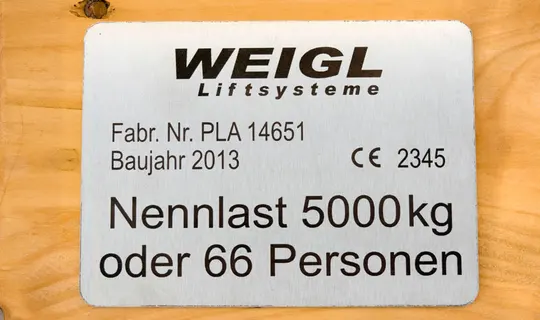 WEIGL
Liftsysteme
Fabr. Nr. PLA 14651
Baujahr 2013 CE 2345
Nennlast 5000 kg
oder 66 Personen